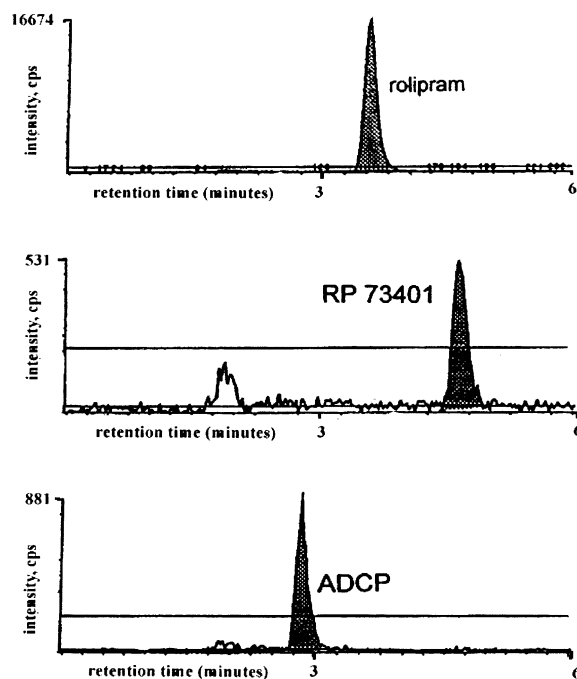 16674
intensity, cps
rolipram
retention time (minutes)
3
6
531
intensity, cps
RP 73401
retention time (minutes)
3
6
881
intensity, cps
ADCP
retention time (minutes)
3
6